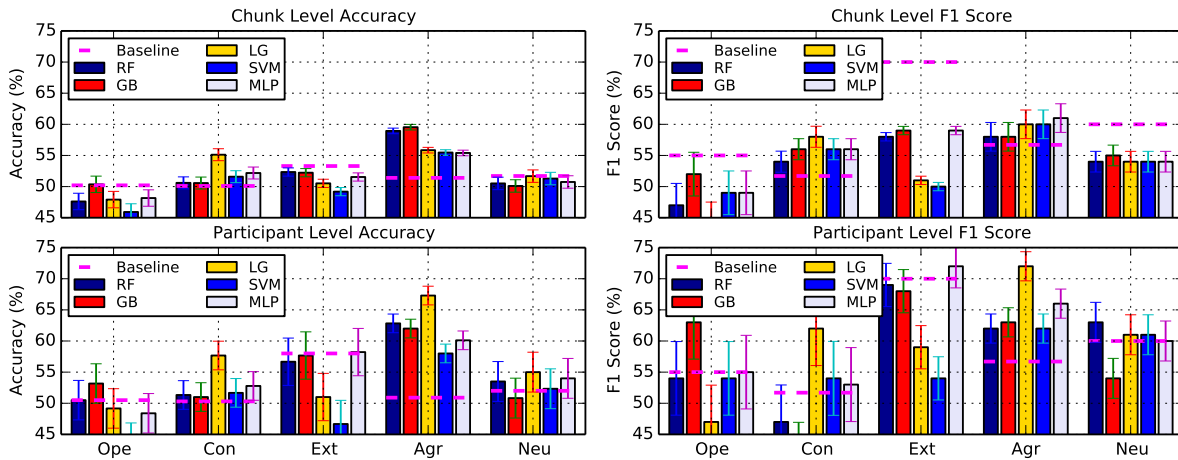 Chunk Level Accuracy
Accuracy (%)
75
70
65
60
55
50
45
Baseline
RF
GB
LG
SVM
MLP
Chunk Level F1 Score
F1 Score (%)
75
70
65
60
55
50
45
Baseline
RF
GB
LG
SVM
MLP
Participant Level Accuracy
Accuracy (%)
75
70
65
60
55
50
45
Baseline
RF
GB
LG
SVM
MLP
Ope Con Ext Agr Neu
Participant Level F1 Score
F1 Score (%)
75
70
65
60
55
50
45
Baseline
RF
GB
LG
SVM
MLP
Ope Con Ext Agr Neu